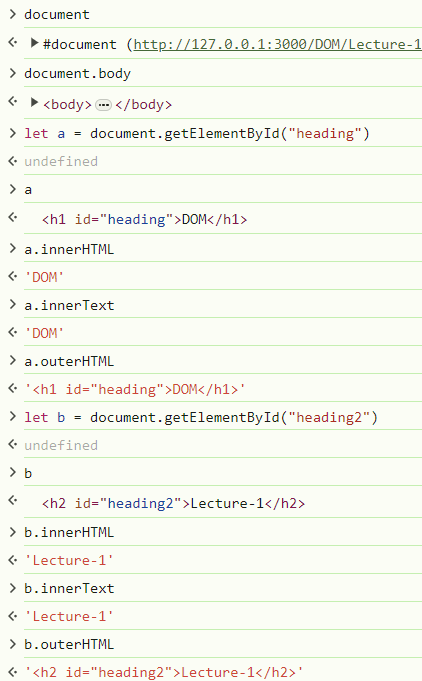 document
#document (http://127.0.0.1:3000/DOM/Lecture-1
document.body
<body>…</body>
let a = document.getElementById("heading")
undefined
a
<h1 id="heading">DOM</h1>
a.innerHTML
'DOM'
a.innerText
'DOM'
a.outerHTML
'<h1 id="heading">DOM</h1>'
let b = document.getElementById("heading2")
undefined
b
<h2 id="heading2">Lecture-1</h2>
b.innerHTML
'Lecture-1'
b.innerText
'Lecture-1'
b.outerHTML
'<h2 id="heading2">Lecture-1</h2>'